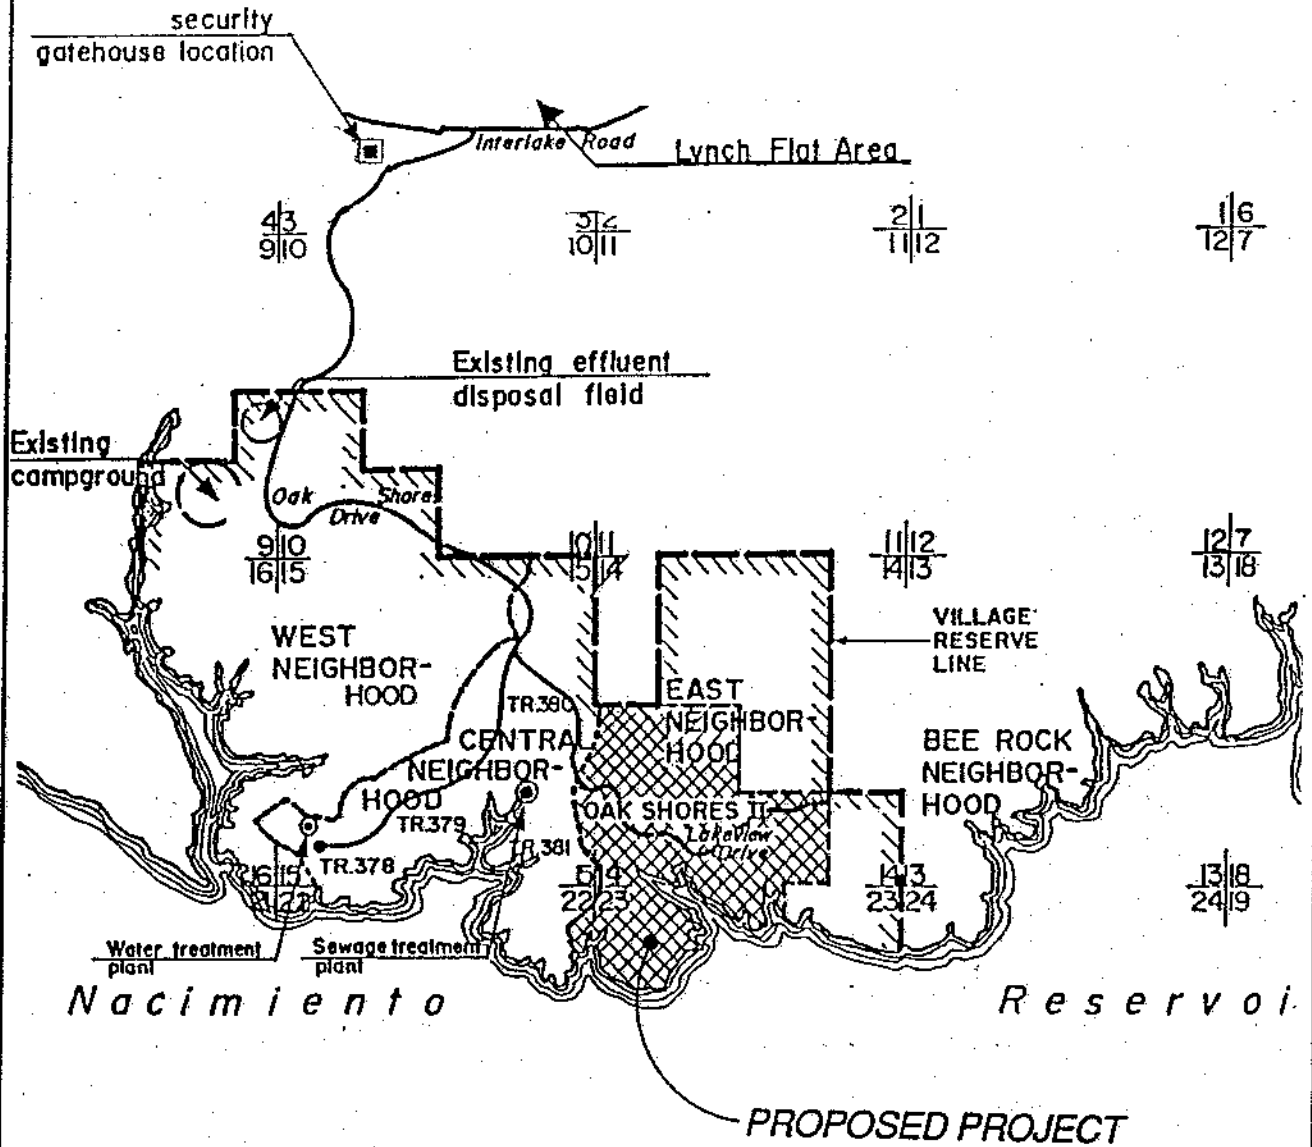 security
gatehouse location
Interlake Road
Lynch Flat Area
4 3
9 10
3 2
10 11
2 1
11 12
1 6
12 7
Existing effluent
disposal field
Existing
campground
Oak Shores
Drive
9 10
16 15
10 11
15 14
11 12
14 13
12 7
13 18
VILLAGE
RESERVE
LINE
WEST
NEIGHBOR-
HOOD
TR.380
EAST
NEIGHBOR-
HOOD
CENTRAL
NEIGHBOR-
HOOD
BEE ROCK
NEIGHBOR-
HOOD
OAK SHORES II
TR.379
Lakeview
Drive
TR.381
TR.378
16 15
21 22
15 14
22 23
14 13
23 24
13 18
24 19
Water treatment
plant
Sewage treatment
plant
Nacimiento
Reservoi
PROPOSED PROJECT